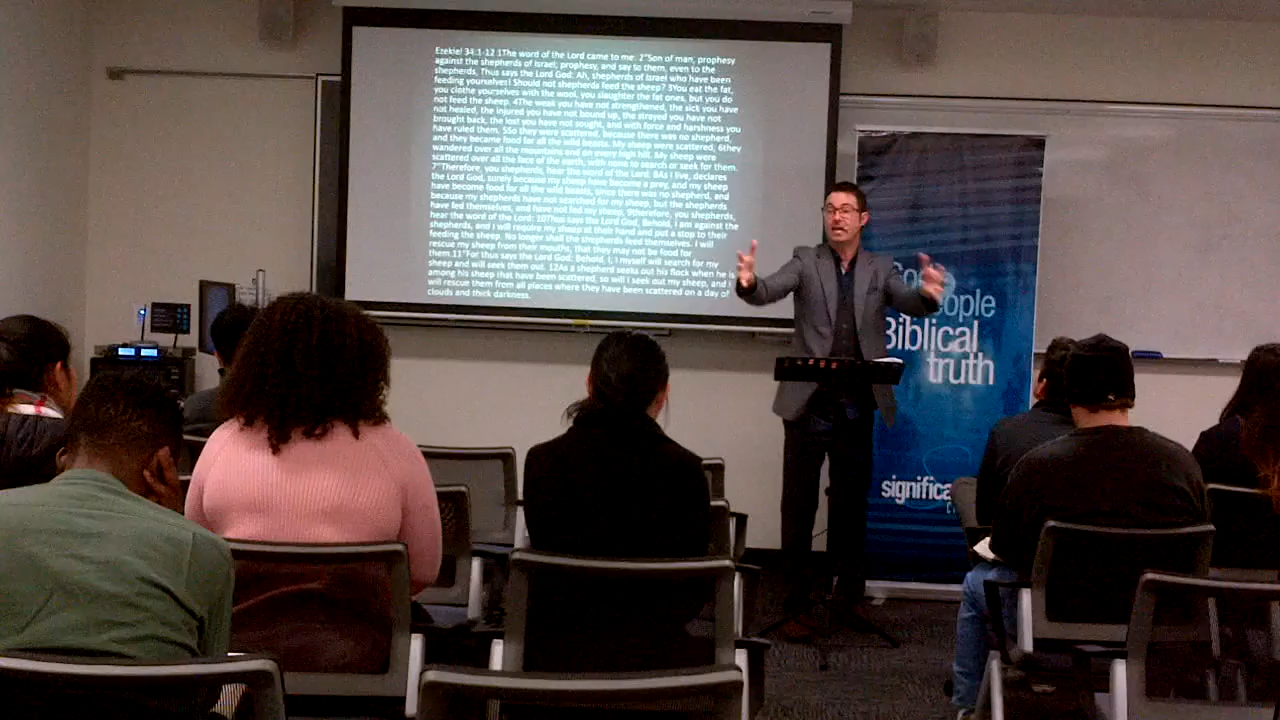 Ezekiel 34:1-12 1The word of the Lord came to me: 2"Son of man, prophesy
against the shepherds of Israel; prophesy, and say to them, even to the
shepherds, Thus says the Lord God: Ah, shepherds of Israel who have been
feeding yourselves! Should not shepherds feed the sheep? 3You eat the fat,
you clothe yourselves with the wool, you slaughter the fat ones, but you do
not feed the sheep. 4The weak you have not strengthened, the sick you have
not healed, the injured you have not bound up, the strayed you have not
brought back, the lost you have not sought, and with force and harshness you
have ruled them. 5So they were scattered, because there was no shepherd,
and they became food for all the wild beasts. My sheep were scattered, 6they
wandered over all the mountains and on every high hill. My sheep were
scattered over all the face of the earth, with none to search or seek for them.
7"Therefore, you shepherds, hear the word of the Lord: 8As I live, declares
the Lord God, surely because my sheep have become a prey, and my sheep
have become food for all the wild beasts, since there was no shepherd, and
because my shepherds have not searched for my sheep, but the shepherds
have fed themselves, and have not fed my sheep, 9therefore, you shepherds,
hear the word of the Lord: 10Thus says the Lord God, Behold, I am against the
shepherds, and I will require my sheep at their hand and put a stop to their
feeding the sheep. No longer shall the shepherds feed themselves. I will
rescue my sheep from their mouths, that they may not be food for
them.11"For thus says the Lord God: Behold, I, I myself will search for my
sheep and will seek them out. 12As a shepherd seeks out his flock when he is
among his sheep that have been scattered, so will I seek out my sheep, and I
will rescue them from all places where they have been scattered on a day of
clouds and thick darkness.
Biblical
truth